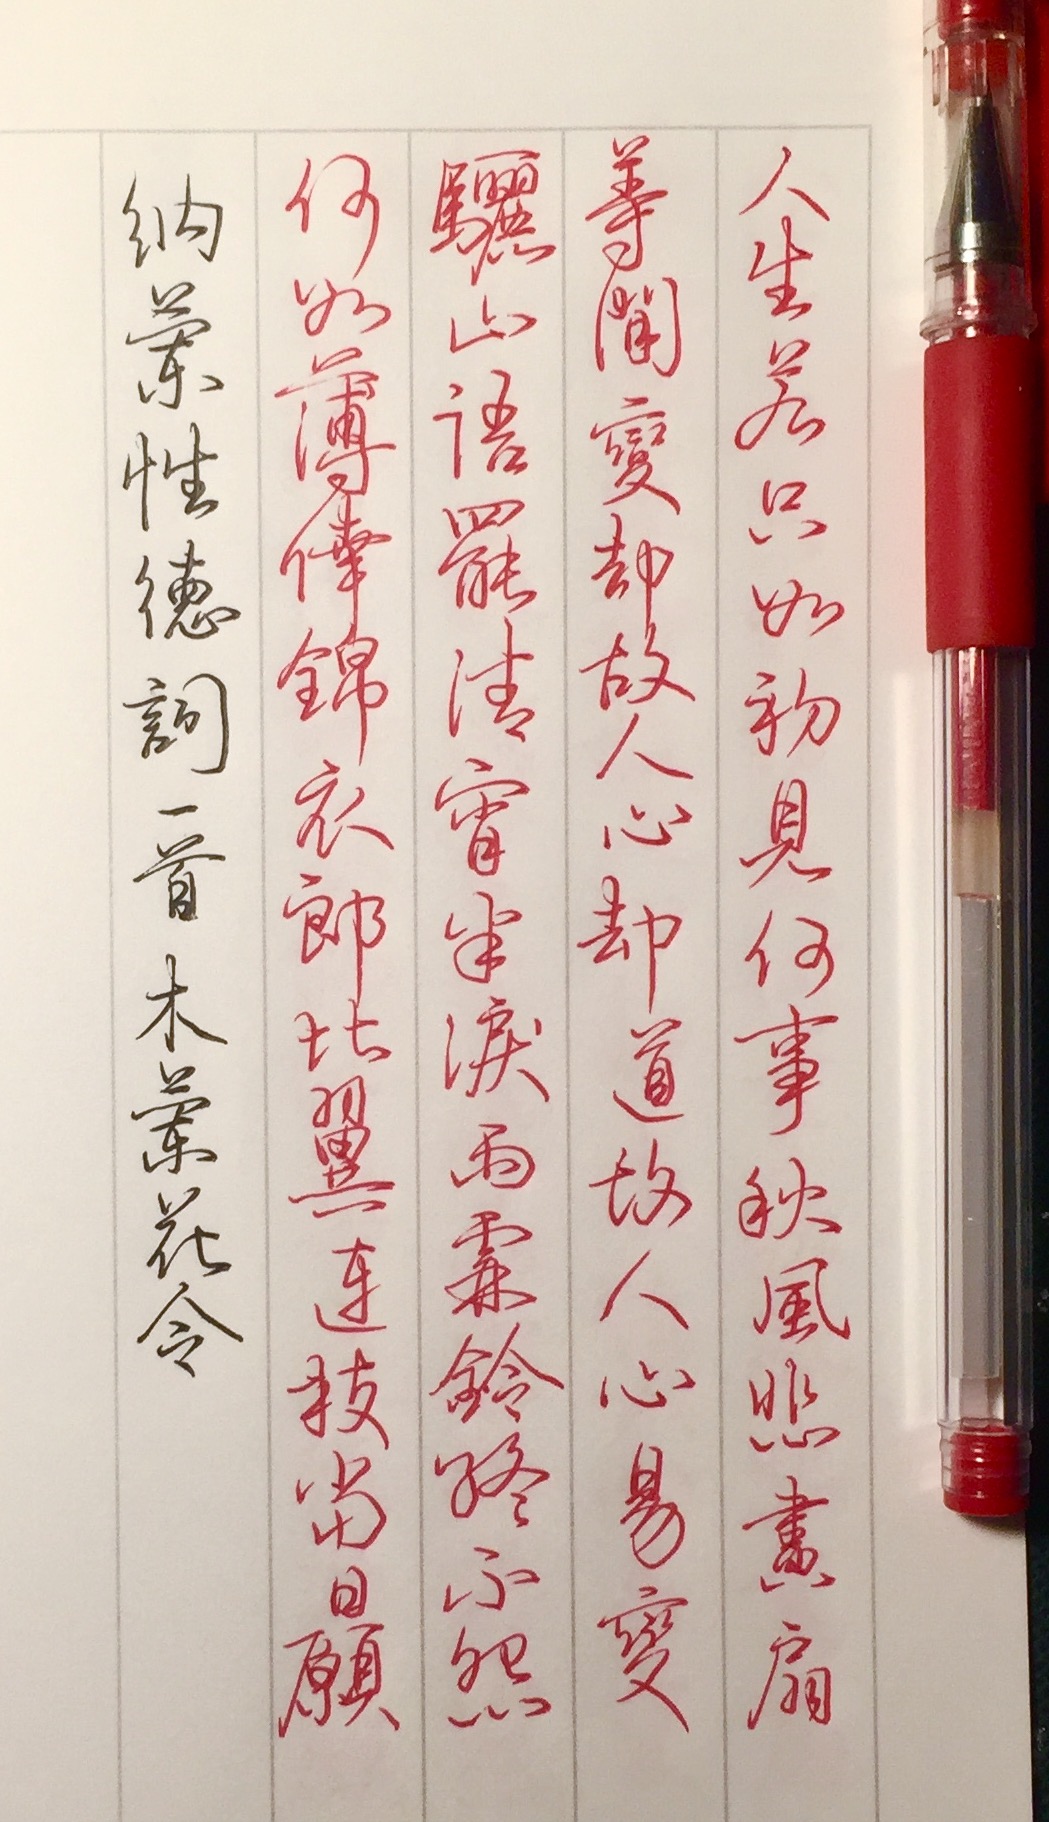 人生若只如初見何事秋風悲畫扇
等閒變却故人心却道故人心易變
驪山語罷清宵半淚雨霖鈴終不怨
何如薄倖錦衣郎比翼連枝當日願
納蘭性德詞一首木蘭花令